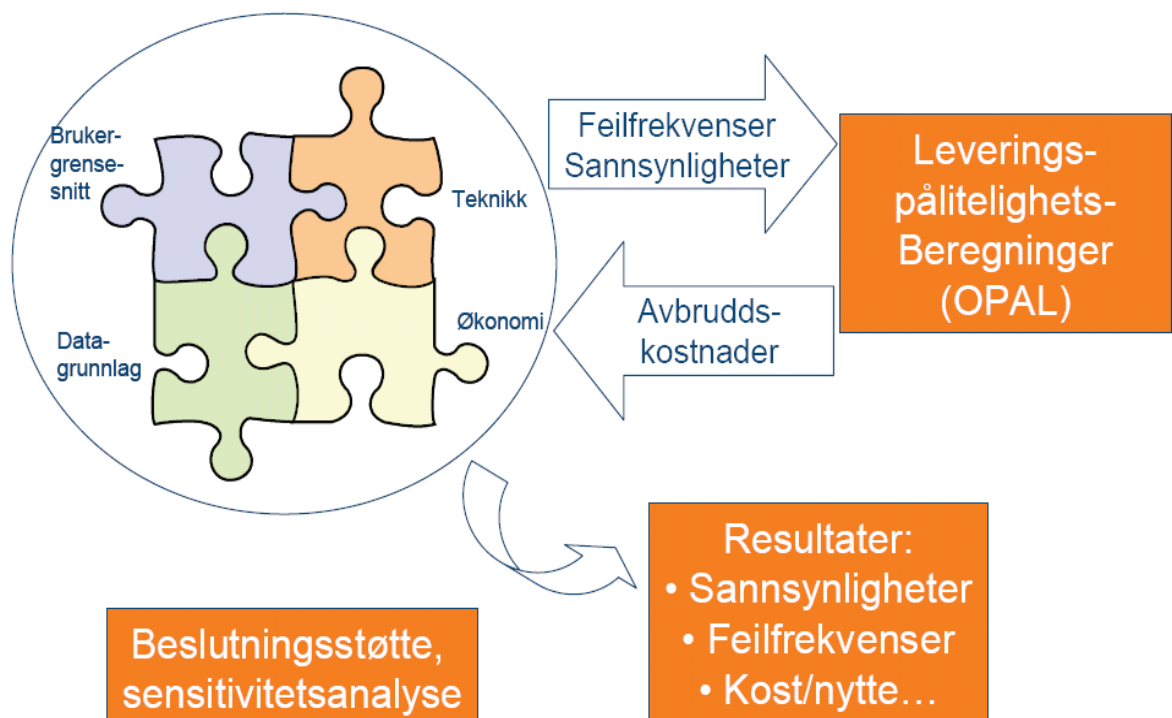 Bruker-
grense-
snitt
Teknikk
Data-
grunnlag
Økonomi
Feilfrekvenser
Sannsynligheter
Avbrudds-
kostnader
Leverings-
pålitelighets-
Beregninger
(OPAL)
Beslutningsstøtte,
sensitivitetsanalyse
Resultater:
• Sannsynligheter
• Feilfrekvenser
• Kost/nytte…